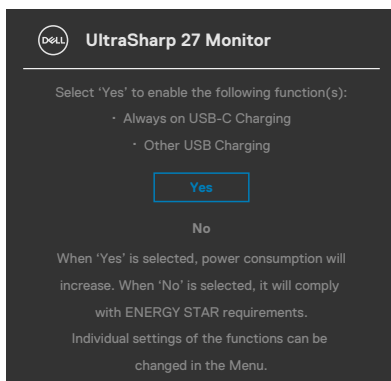 DELL UltraSharp 27 Monitor
Select ‘Yes’ to enable the following function(s):
· Always on USB-C Charging
· Other USB Charging
Yes
No
When ‘Yes’ is selected, power consumption will
increase. When ‘No’ is selected, it will comply
with ENERGY STAR requirements.
Individual settings of the functions can be
changed in the Menu.